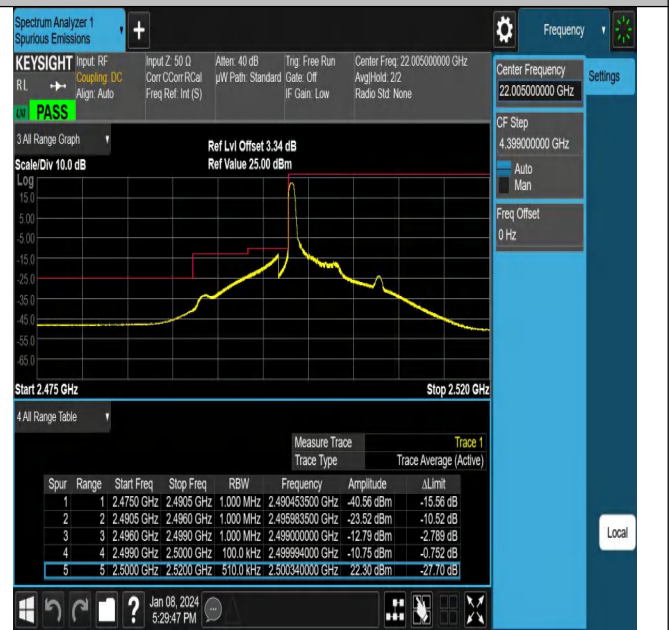 Spectrum Analyzer 1
Spurious Emissions
+
Frequency
KEYSIGHT Input: RF Input Z: 50 Ω Atten: 40 dB Trig: Free Run Center Freq: 22.005000000 GHz
RL Coupling: DC Corr CCorr RCal µW Path: Standard Gate: Off Avg|Hold: 2/2
Align: Auto Freq Ref: Int (S) IF Gain: Low Radio Std: None
PASS
Center Frequency
22.005000000 GHz
Settings
CF Step
4.399000000 GHz
Auto
Man
Freq Offset
0 Hz
3 All Range Graph
Ref Lvl Offset 3.34 dB
Scale/Div 10.0 dB Ref Value 25.00 dBm
Log
15.0
5.00
-5.00
-15.0
-25.0
-35.0
-45.0
-55.0
-65.0
Start 2.475 GHz Stop 2.520 GHz
4 All Range Table
Measure Trace Trace 1
Trace Type Trace Average (Active)
Spur Range Start Freq Stop Freq RBW Frequency Amplitude ΔLimit
1 1 2.4750 GHz 2.4905 GHz 1.000 MHz 2.490453500 GHz -40.56 dBm -15.56 dB
2 2 2.4905 GHz 2.4960 GHz 1.000 MHz 2.495983500 GHz -23.52 dBm -10.52 dB
3 3 2.4960 GHz 2.4990 GHz 1.000 MHz 2.499000000 GHz -12.79 dBm -2.789 dB
4 4 2.4990 GHz 2.5000 GHz 100.0 kHz 2.499994000 GHz -10.75 dBm -0.752 dB
5 5 2.5000 GHz 2.5200 GHz 510.0 kHz 2.500340000 GHz 22.30 dBm -27.70 dB
Local
? Jan 08, 2024
5:29:47 PM